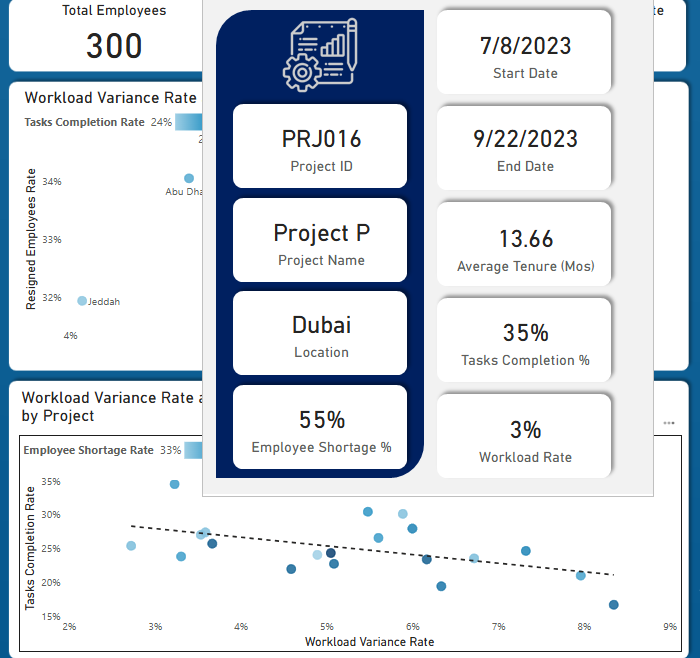 Total Employees
300
te
PRJ016
Project ID
Project P
Project Name
Dubai
Location
55%
Employee Shortage %
7/8/2023
Start Date
9/22/2023
End Date
13.66
Average Tenure (Mos)
35%
Tasks Completion %
3%
Workload Rate
Workload Variance Rate
Tasks Completion Rate 24%
2
Resigned Employees Rate
34%
33%
32%
4%
Abu Dha
Jeddah
Workload Variance Rate a
by Project
Employee Shortage Rate 33%
Tasks Completion Rate
35%
30%
25%
20%
15%
2%
3%
4%
5%
6%
7%
8%
9%
Workload Variance Rate